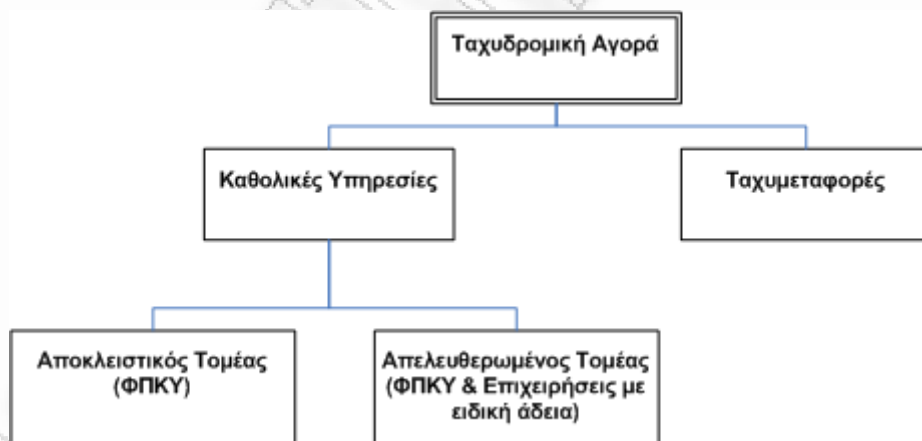 Ταχυδρομική Αγορά
Καθολικές Υπηρεσίες
Ταχυμεταφορές
Αποκλειστικός Τομέας
(ΦΠΚΥ)
Απελευθερωμένος Τομέας
(ΦΠΚΥ & Επιχειρήσεις με
ειδική άδεια)